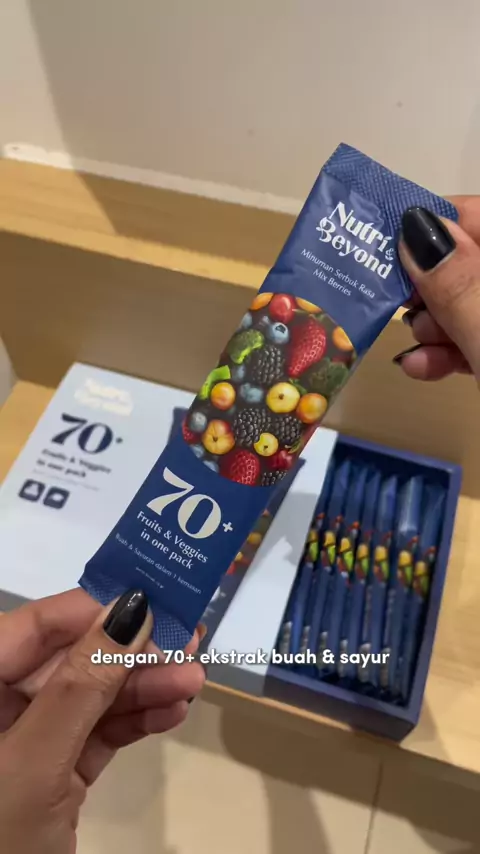 Nutri &
Beyond
Minuman Serbuk Rasa
Mix Berries
70+
Fruits & Veggies
in one pack
Buah & Sayuran dalam 1 kemasan
70+
Fruits & Veggies
in one pack
dengan 70+ ekstrak buah & sayur